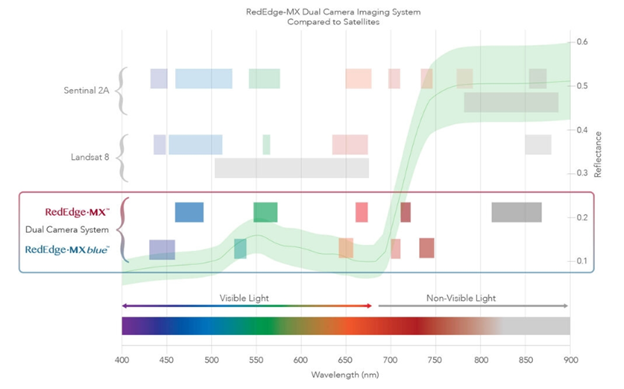 RedEdge-MX Dual Camera Imaging System
Compared to Satellites
0.6
Sentinal 2A
0.5
0.4
Landsat 8
Reflectance
0.3
RedEdge-MX™
0.2
Dual Camera System
RedEdge-MXblue™
0.1
Visible Light
Non-Visible Light
400 450 500 550 600 650 700 750 800 850 900
Wavelength (nm)